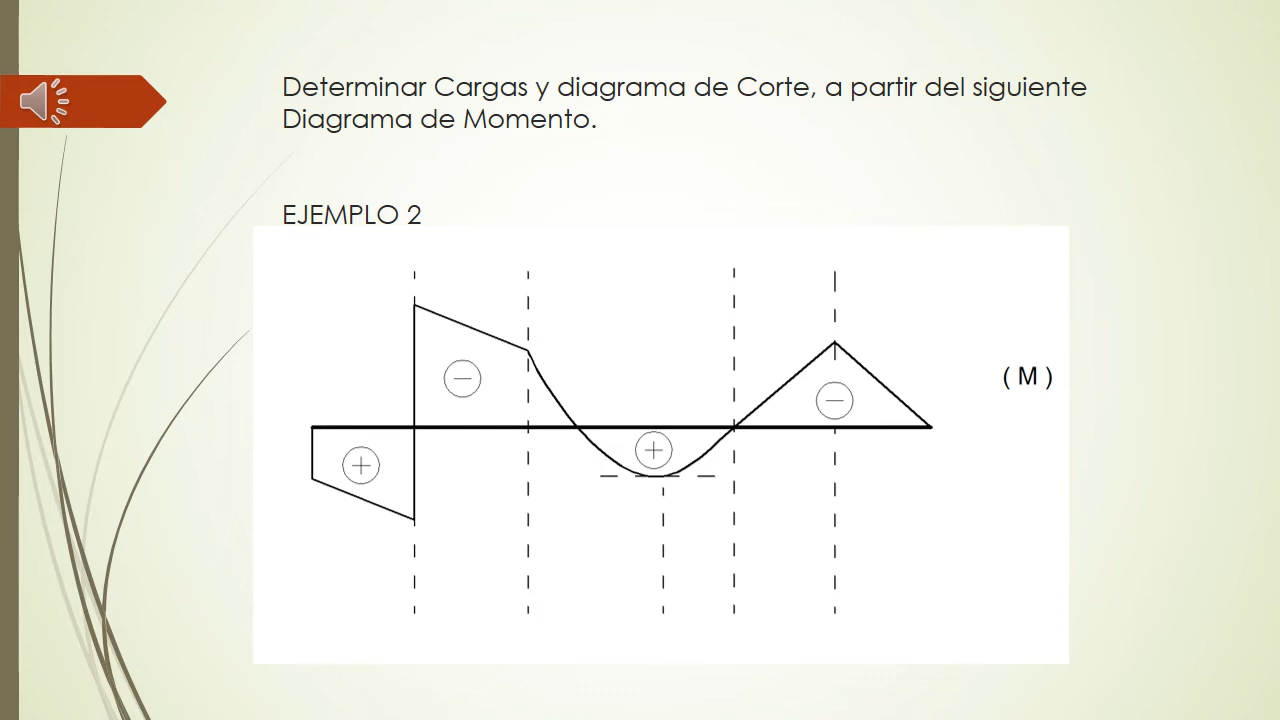 Determinar Cargas y diagrama de Corte, a partir del siguiente
Diagrama de Momento.
EJEMPLO 2
( M )